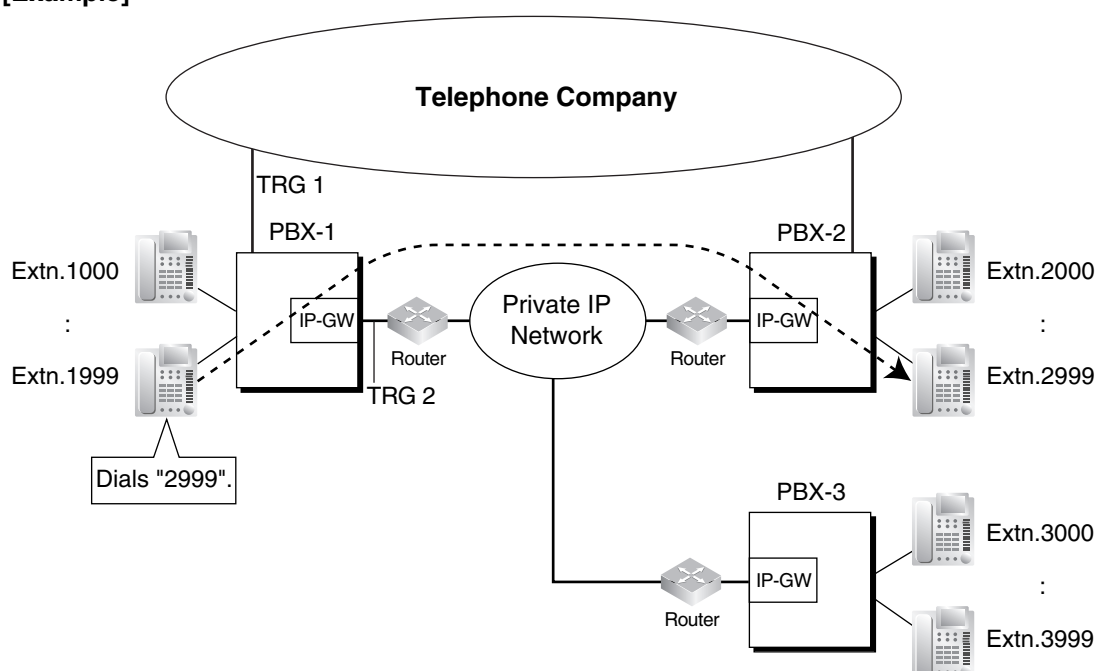 [Example]
Telephone Company
TRG 1
PBX-1
PBX-2
Extn.1000
:
Extn.1999
IP-GW
Router
TRG 2
Private IP
Network
Router
IP-GW
Extn.2000
:
Extn.2999
Dials "2999".
PBX-3
IP-GW
Router
Extn.3000
:
Extn.3999